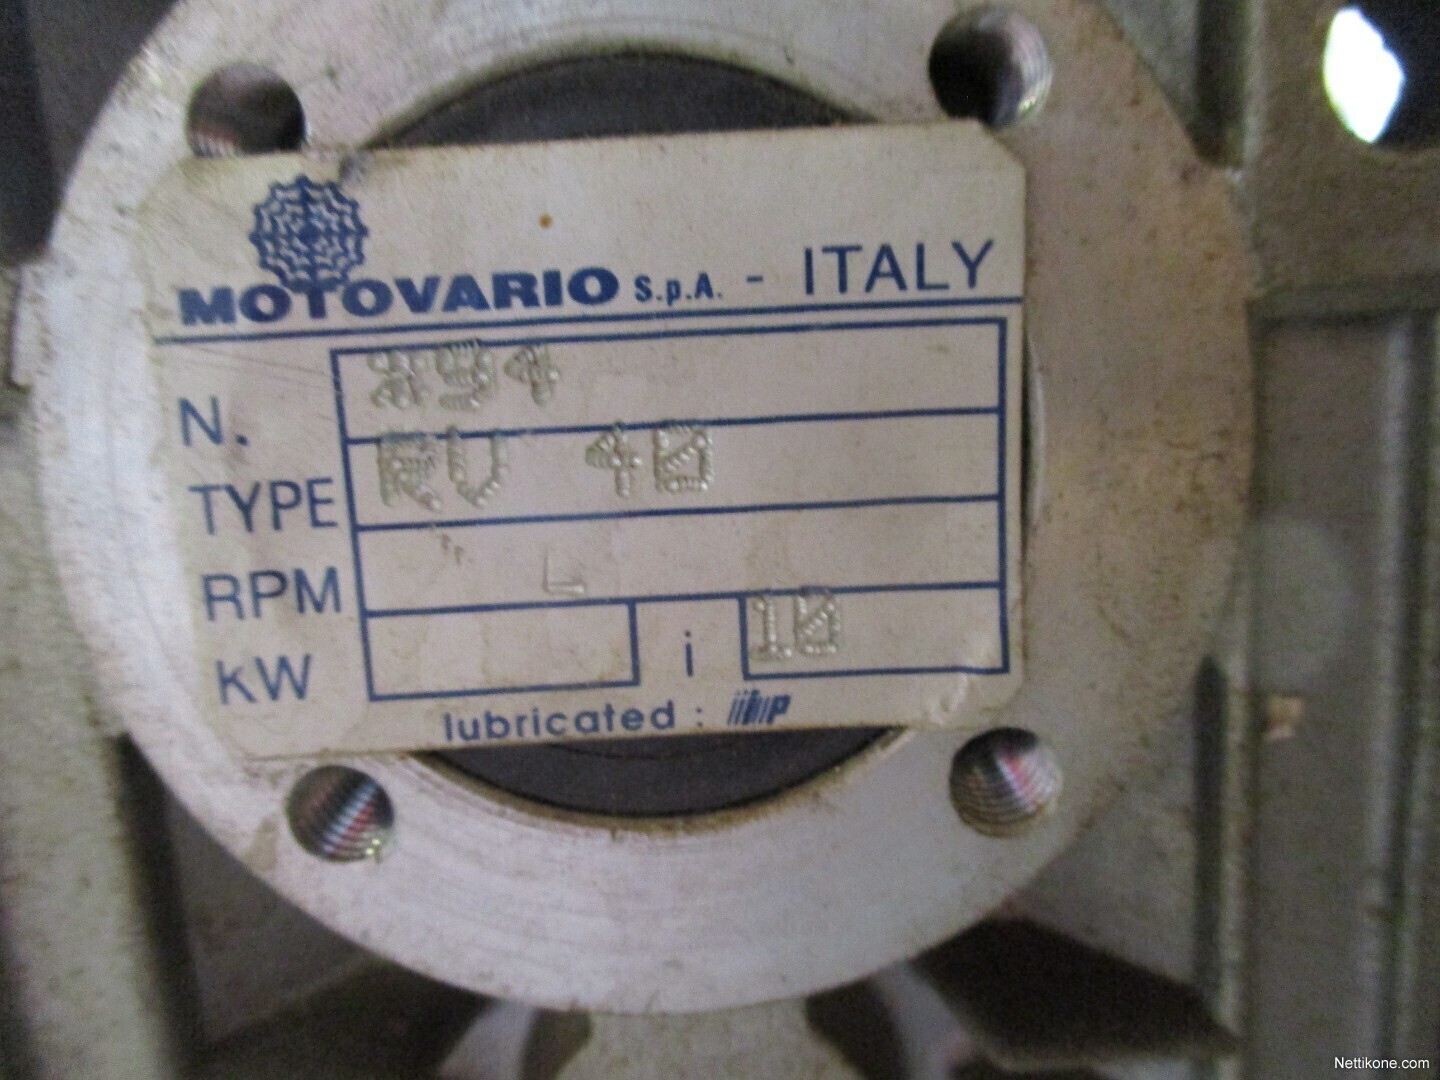 MOTOVARIO S.p.A. - ITALY
N.
TYPE RV 40
RPM L
KW i 10
lubricated :
Nettikone.com